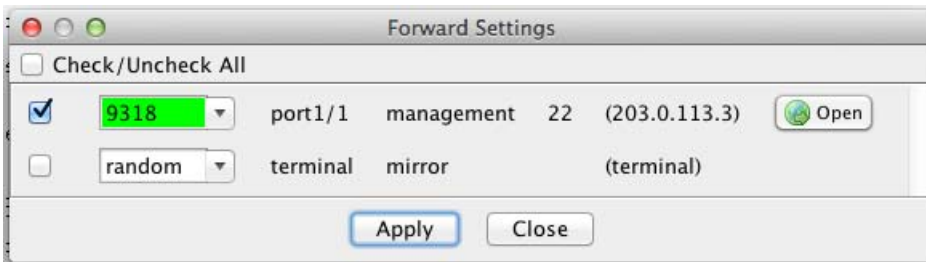 Forward Settings
Check/Uncheck All
9318 port1/1 management 22 (203.0.113.3) Open
random terminal mirror (terminal)
Apply Close